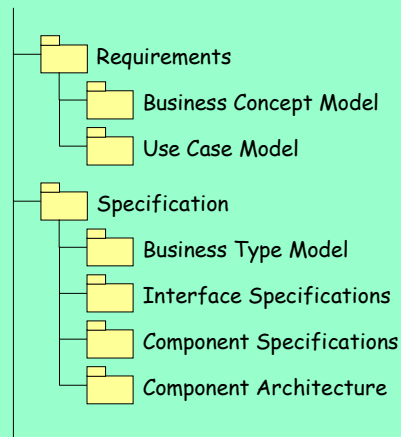 Requirements
Business Concept Model
Use Case Model
Specification
Business Type Model
Interface Specifications
Component Specifications
Component Architecture